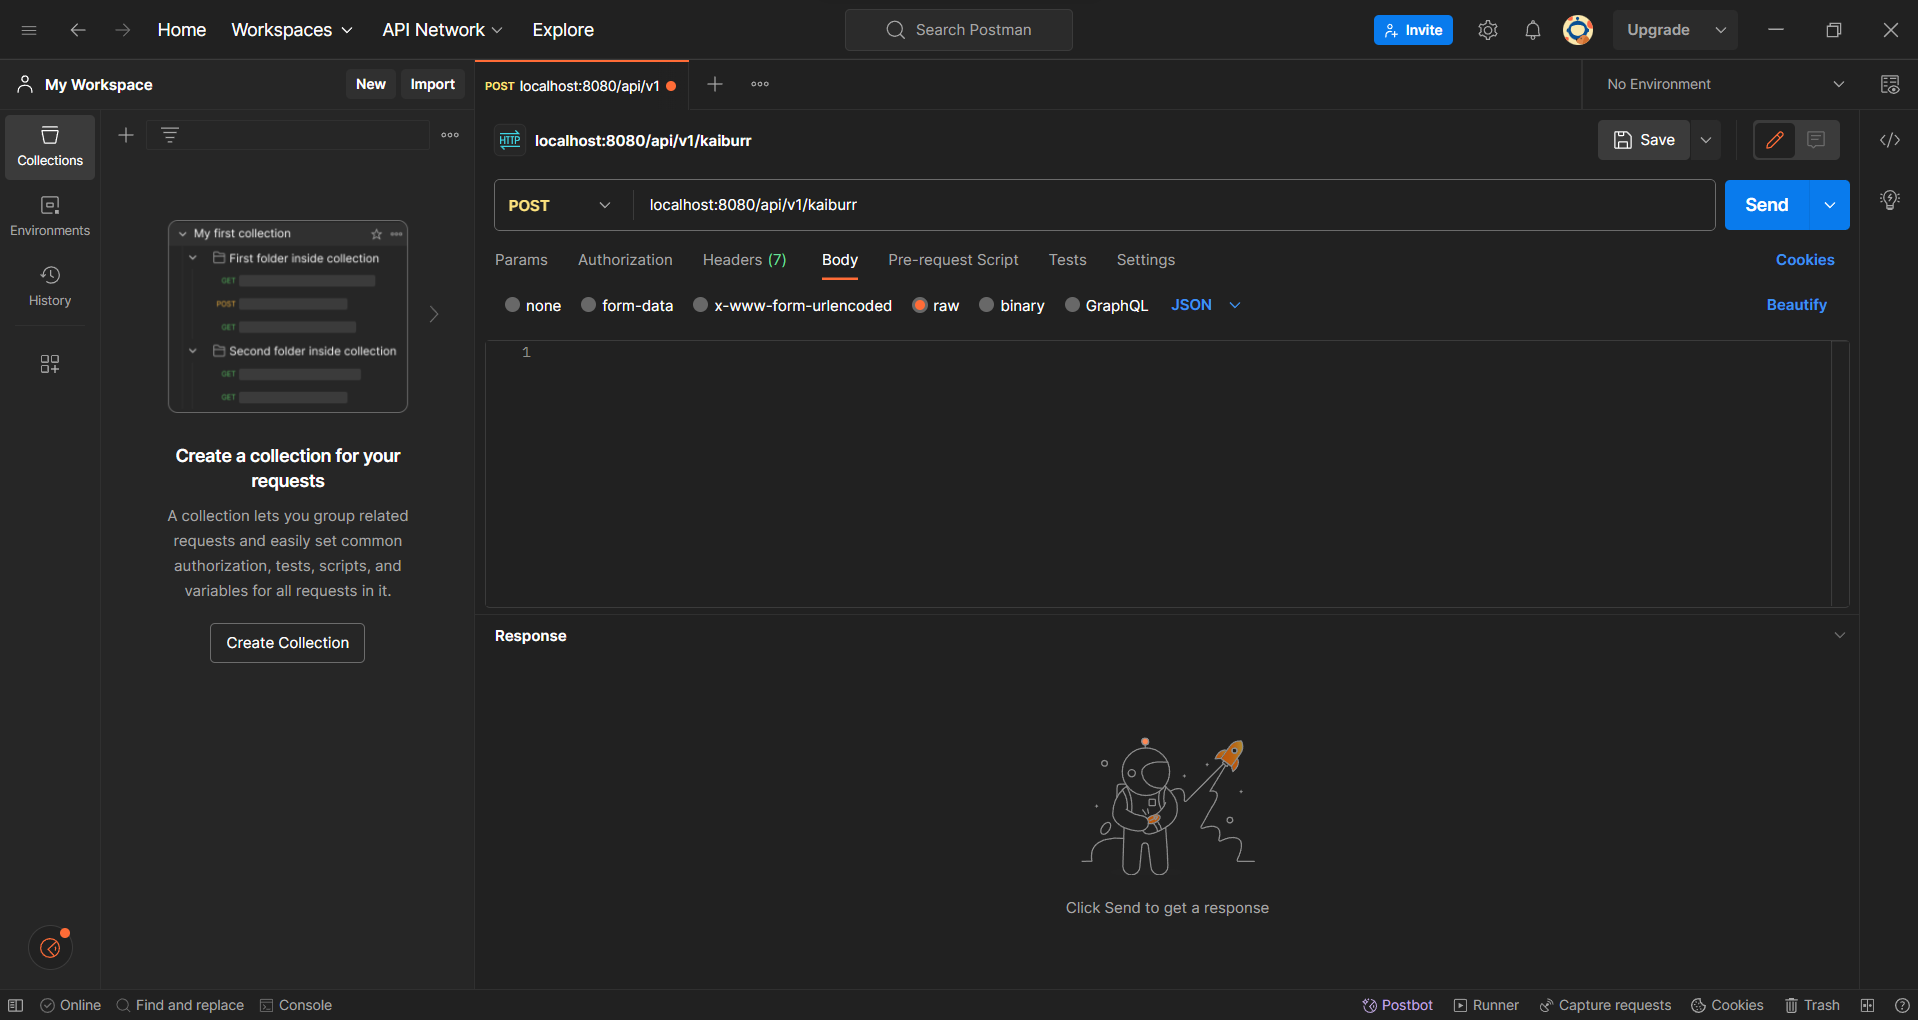 Home Workspaces API Network Explore Search Postman Invite Upgrade
My Workspace New Import POST localhost:8080/api/v1 No Environment
Collections
Environments
History
My first collection
First folder inside collection
GET
POST
GET
Second folder inside collection
GET
GET
Create a collection for your
requests
A collection lets you group related
requests and easily set common
authorization, tests, scripts, and
variables for all requests in it.
Create Collection
HTTP localhost:8080/api/v1/kaiburr Save
POST localhost:8080/api/v1/kaiburr Send
Params Authorization Headers (7) Body Pre-request Script Tests Settings Cookies
none form-data x-www-form-urlencoded raw binary GraphQL JSON Beautify
1
Response
Click Send to get a response
Online Find and replace Console Postbot Runner Capture requests Cookies Trash